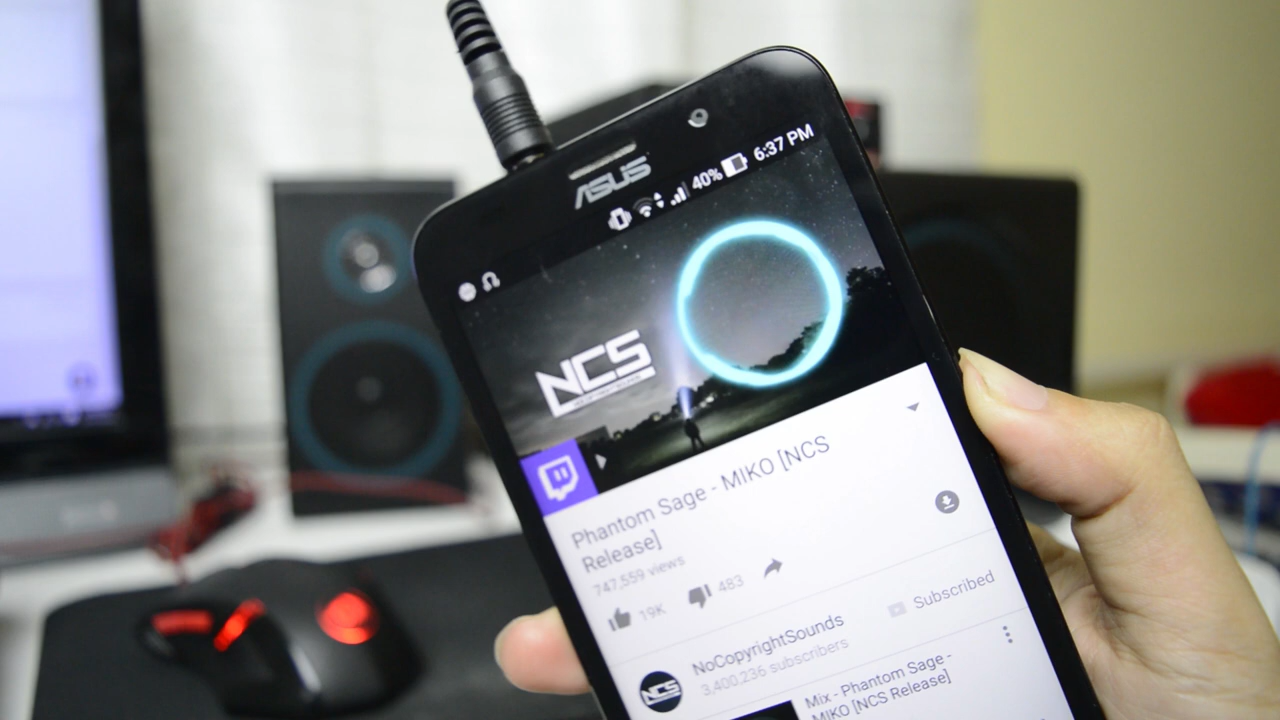 ASUS
40% 6:37 PM
NCS
Phantom Sage - MIKO [NCS
Release]
747,559 views
19K 483
NoCopyrightSounds
3,400,236 subscribers
Subscribed
NCS
Mix - Phantom Sage -
MIKO [NCS Release]